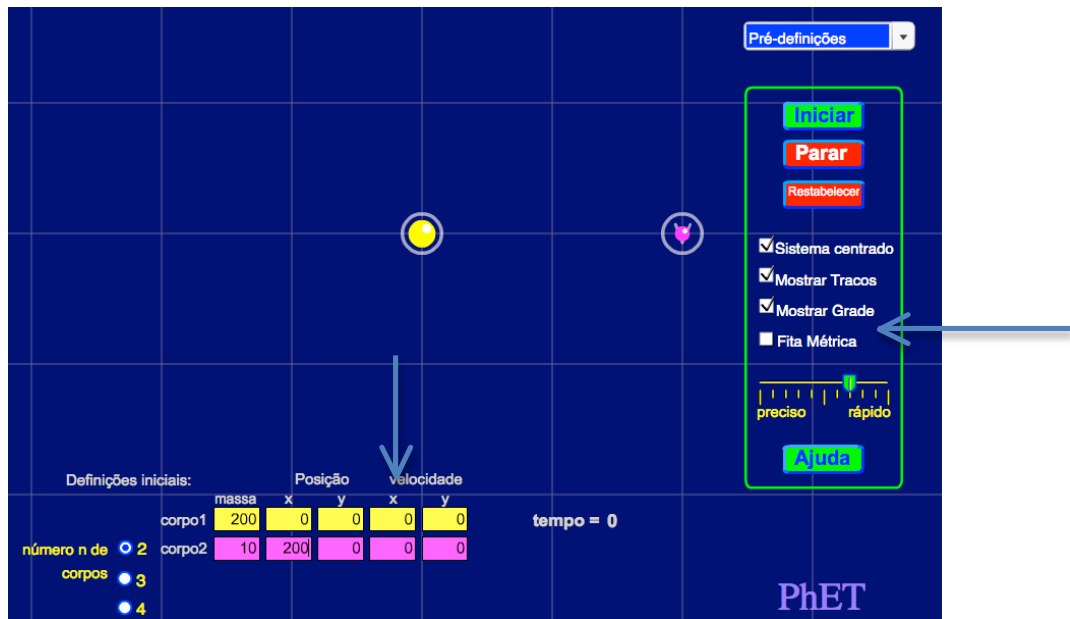 Pré-definições
Iniciar
Parar
Restabelecer
Sistema centrado
Mostrar Tracos
Mostrar Grade
Fita Métrica
preciso rápido
Ajuda
Definições iniciais: Posição velocidade
massa x y x y
corpo1 200 0 0 0 0
tempo = 0
número n de 2 corpo2 10 200 0 0 0
corpos 3
4
PhET